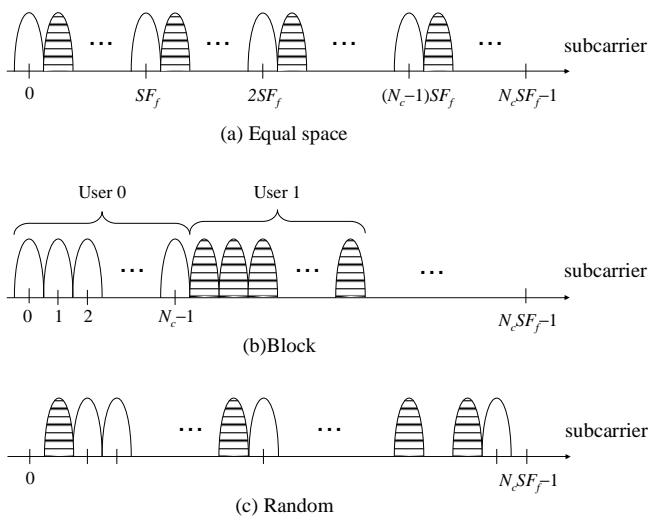 ... ... ... ...
subcarrier
0 SF_f 2SF_f (N_c−1)SF_f N_cSF_f−1
(a) Equal space
User 0 User 1
... ... ...
subcarrier
0 1 2 N_c−1 N_cSF_f−1
(b)Block
... ...
subcarrier
0 N_cSF_f−1
(c) Random